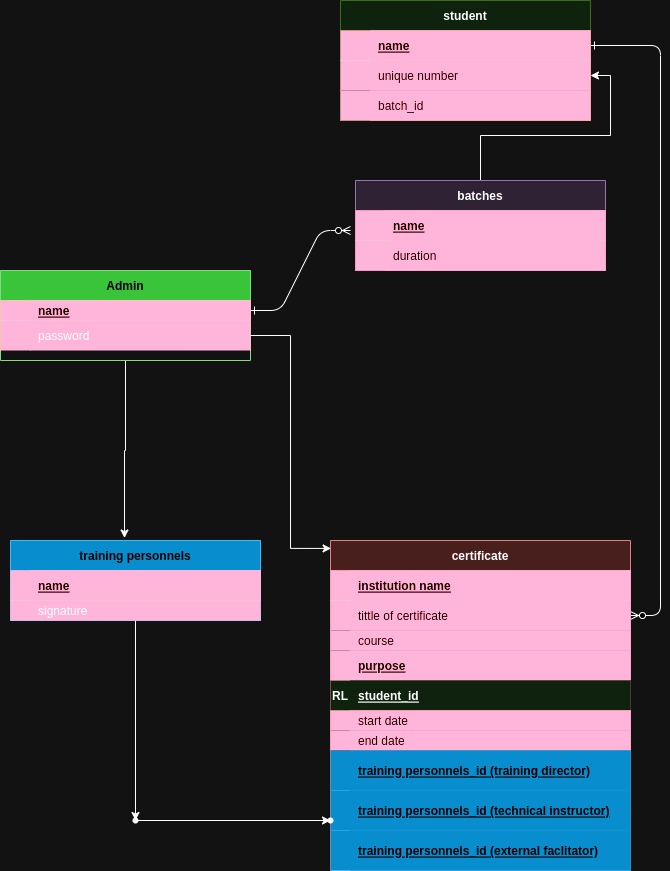 student
name
unique number
batch_id
batches
name
duration
Admin
name
password
training personnels
name
signature
certificate
institution name
tittle of certificate
course
purpose
RL student_id
start date
end date
training personnels_id (training director)
training personnels_id (technical instructor)
training personnels_id (external faclitator)